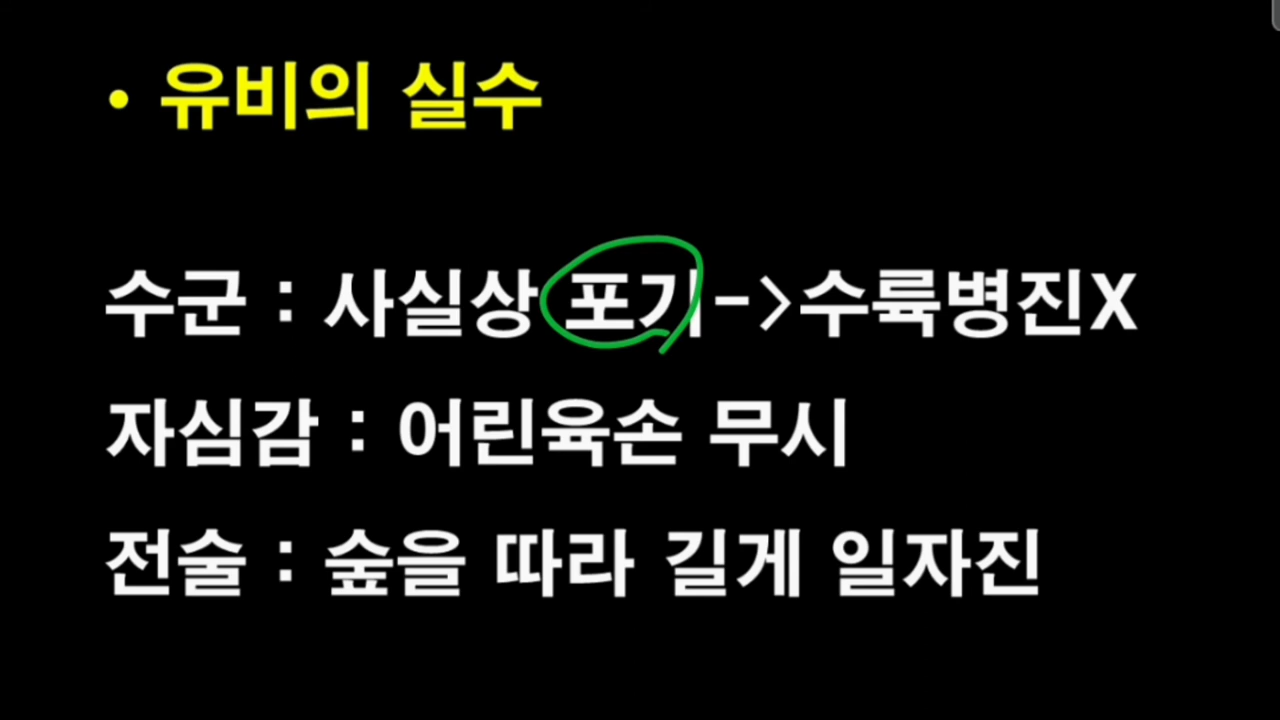 • 유비의 실수
수군 : 사실상 포기->수륙병진X
자심감 : 어린육손 무시
전술 : 숲을 따라 길게 일자진